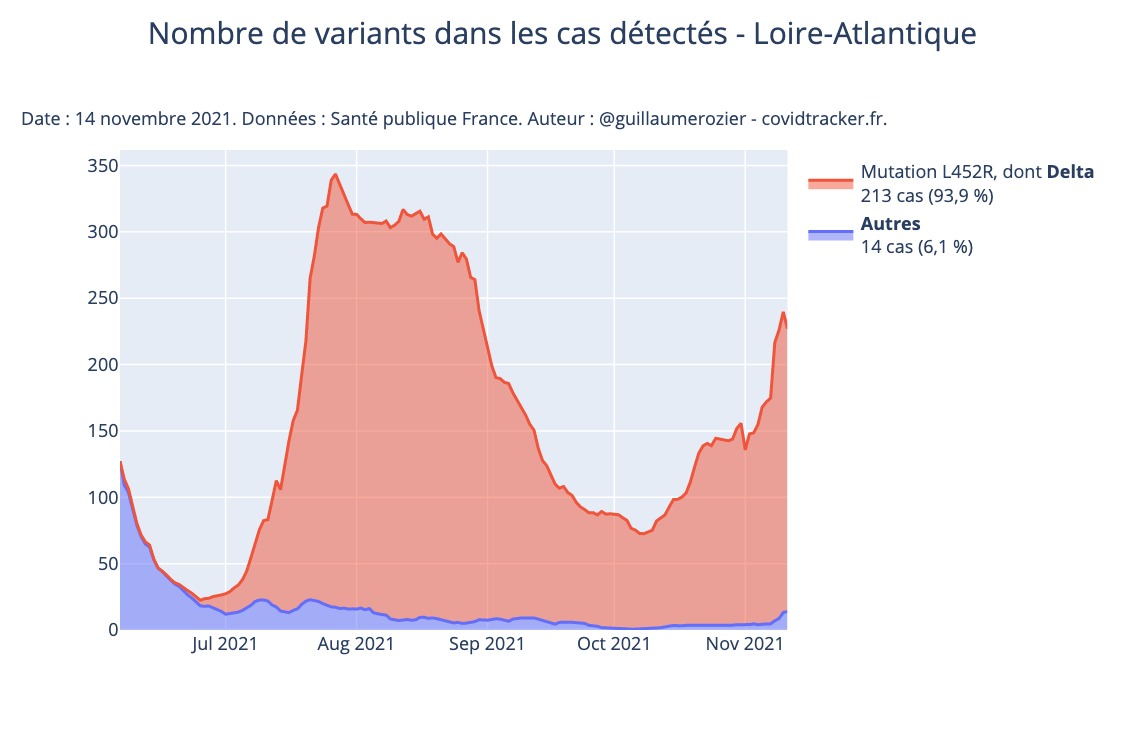 Nombre de variants dans les cas détectés - Loire-Atlantique
Date : 14 novembre 2021. Données : Santé publique France. Auteur : @guillaumerozier - covidtracker.fr.
350
300
250
200
150
100
50
0
Jul 2021
Aug 2021
Sep 2021
Oct 2021
Nov 2021
Mutation L452R, dont Delta
213 cas (93,9 %)
Autres
14 cas (6,1 %)